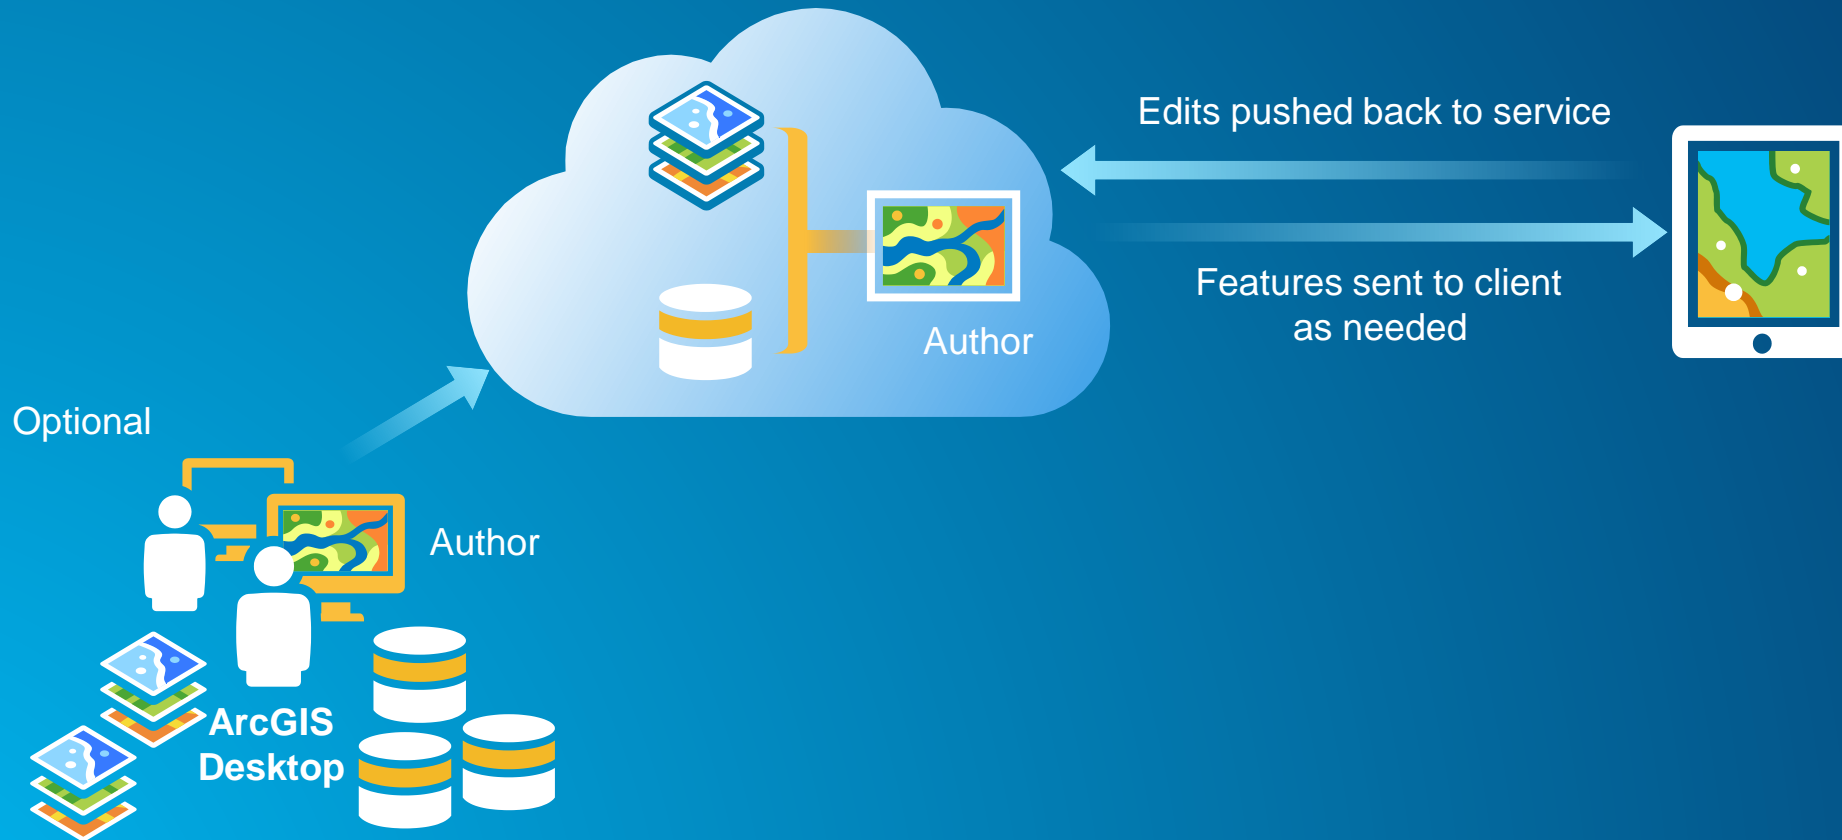 Edits pushed back to service
Features sent to client
as needed
Author
Optional
Author
ArcGIS
Desktop